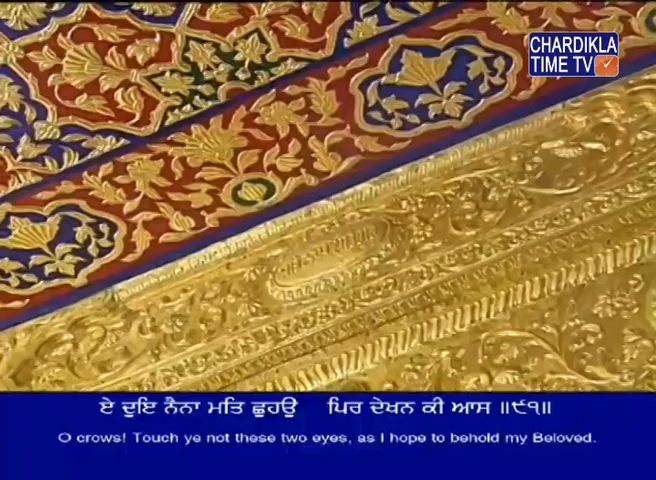 CHARDIKLA
TIME TV
ਏ ਦੁਇ ਨੈਨਾ ਮਤਿ ਛੁਹਉ ਪਿਰ ਦੇਖਨ ਕੀ ਆਸ ॥੯੧॥
O crows! Touch ye not these two eyes, as I hope to behold my Beloved.